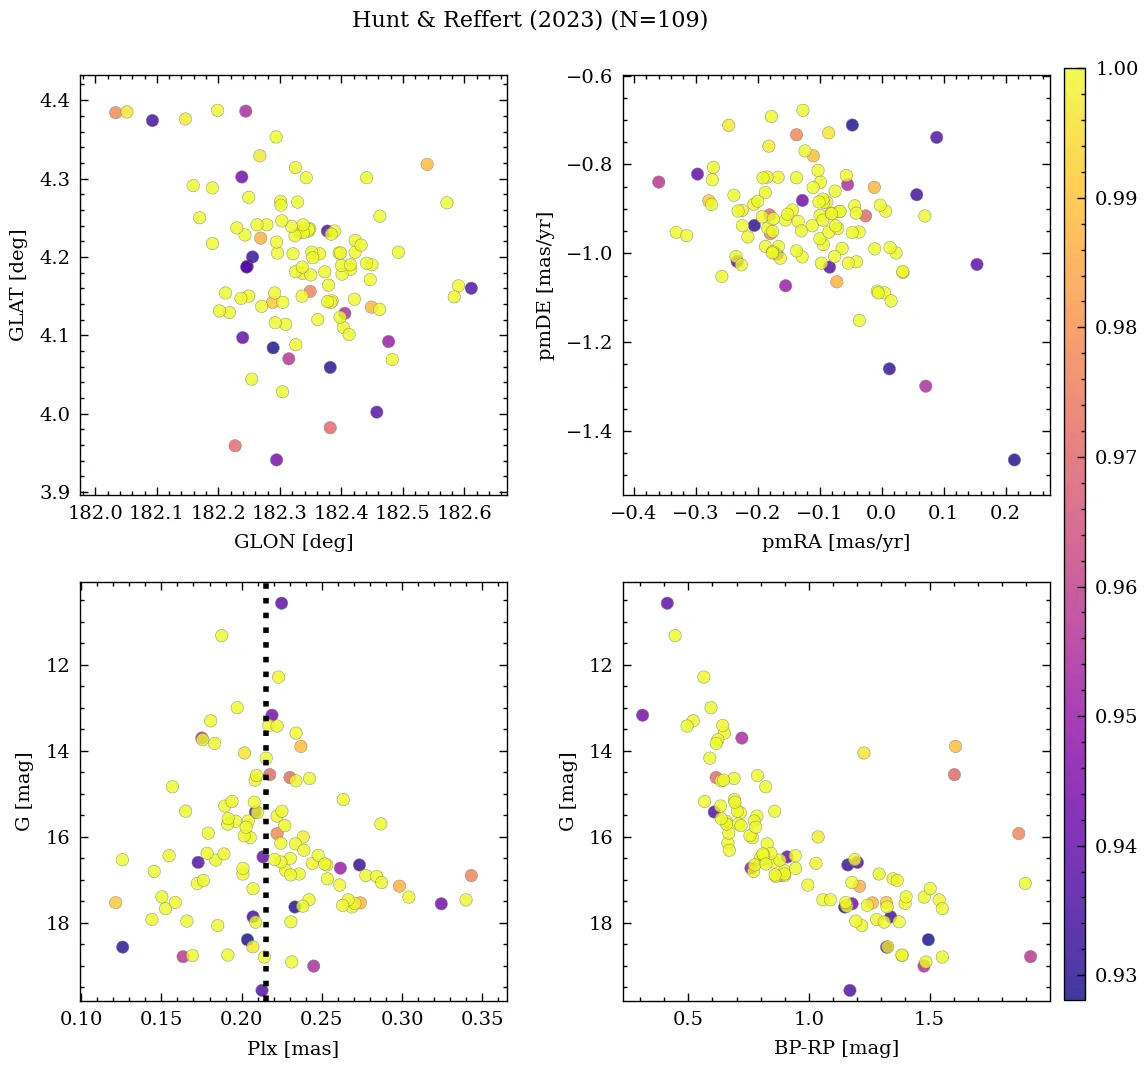 Hunt & Reffert (2023) (N=109)
4.4
4.3
4.2
4.1
4.0
3.9
GLAT [deg]
182.0 182.1 182.2 182.3 182.4 182.5 182.6
GLON [deg]
−0.6
−0.8
−1.0
−1.2
−1.4
pmDE [mas/yr]
−0.4 −0.3 −0.2 −0.1 0.0 0.1 0.2
pmRA [mas/yr]
1.00
0.99
0.98
0.97
0.96
0.95
0.94
0.93
12
14
16
18
G [mag]
0.10 0.15 0.20 0.25 0.30 0.35
Plx [mas]
12
14
16
18
G [mag]
0.5 1.0 1.5
BP-RP [mag]